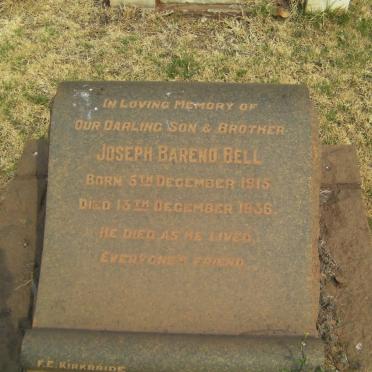 IN LOVING MEMORY OF
OUR DARLING SON & BROTHER
JOSEPH BAREND BELL
BORN 5TH DECEMBER 1915
DIED 13TH DECEMBER 1936.
HE DIED AS HE LIVED,
EVERYONE'S FRIEND.
F.E. KIRKBRIDE